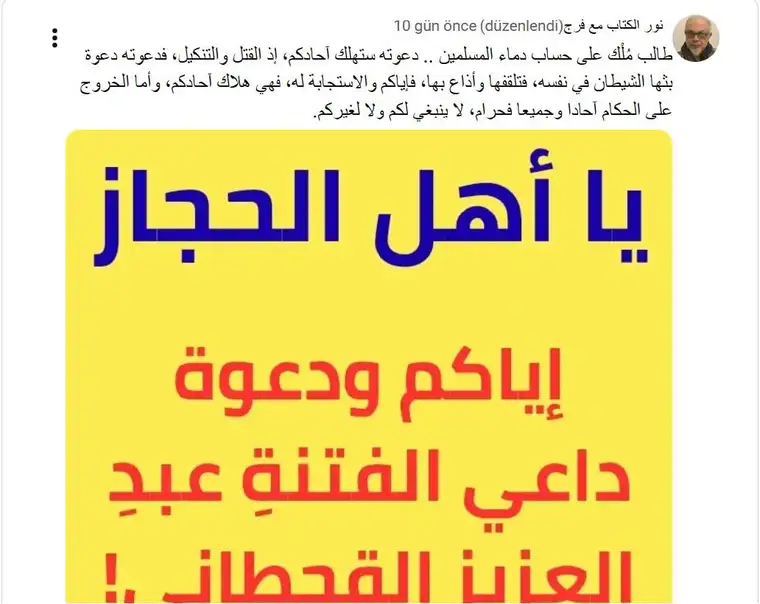 نور الكتاب مع فرج(düzenlendi) 10 gün önce
طالب مُلْك على حساب دماء المسلمين .. دعوته ستهلك آحادكم، إذ القتل والتنكيل، فدعوته دعوة
بثها الشيطان في نفسه، فتلقفها وأذاع بها، فإياكم والاستجابة له، فهي هلاك آحادكم، وأما الخروج
على الحكام آحادا وجميعا فحرام، لا ينبغي لكم ولا لغيركم.
يا أهل الحجاز
إياكم ودعوة
داعي الفتنةِ عبدِ
العزيز القحطاني!